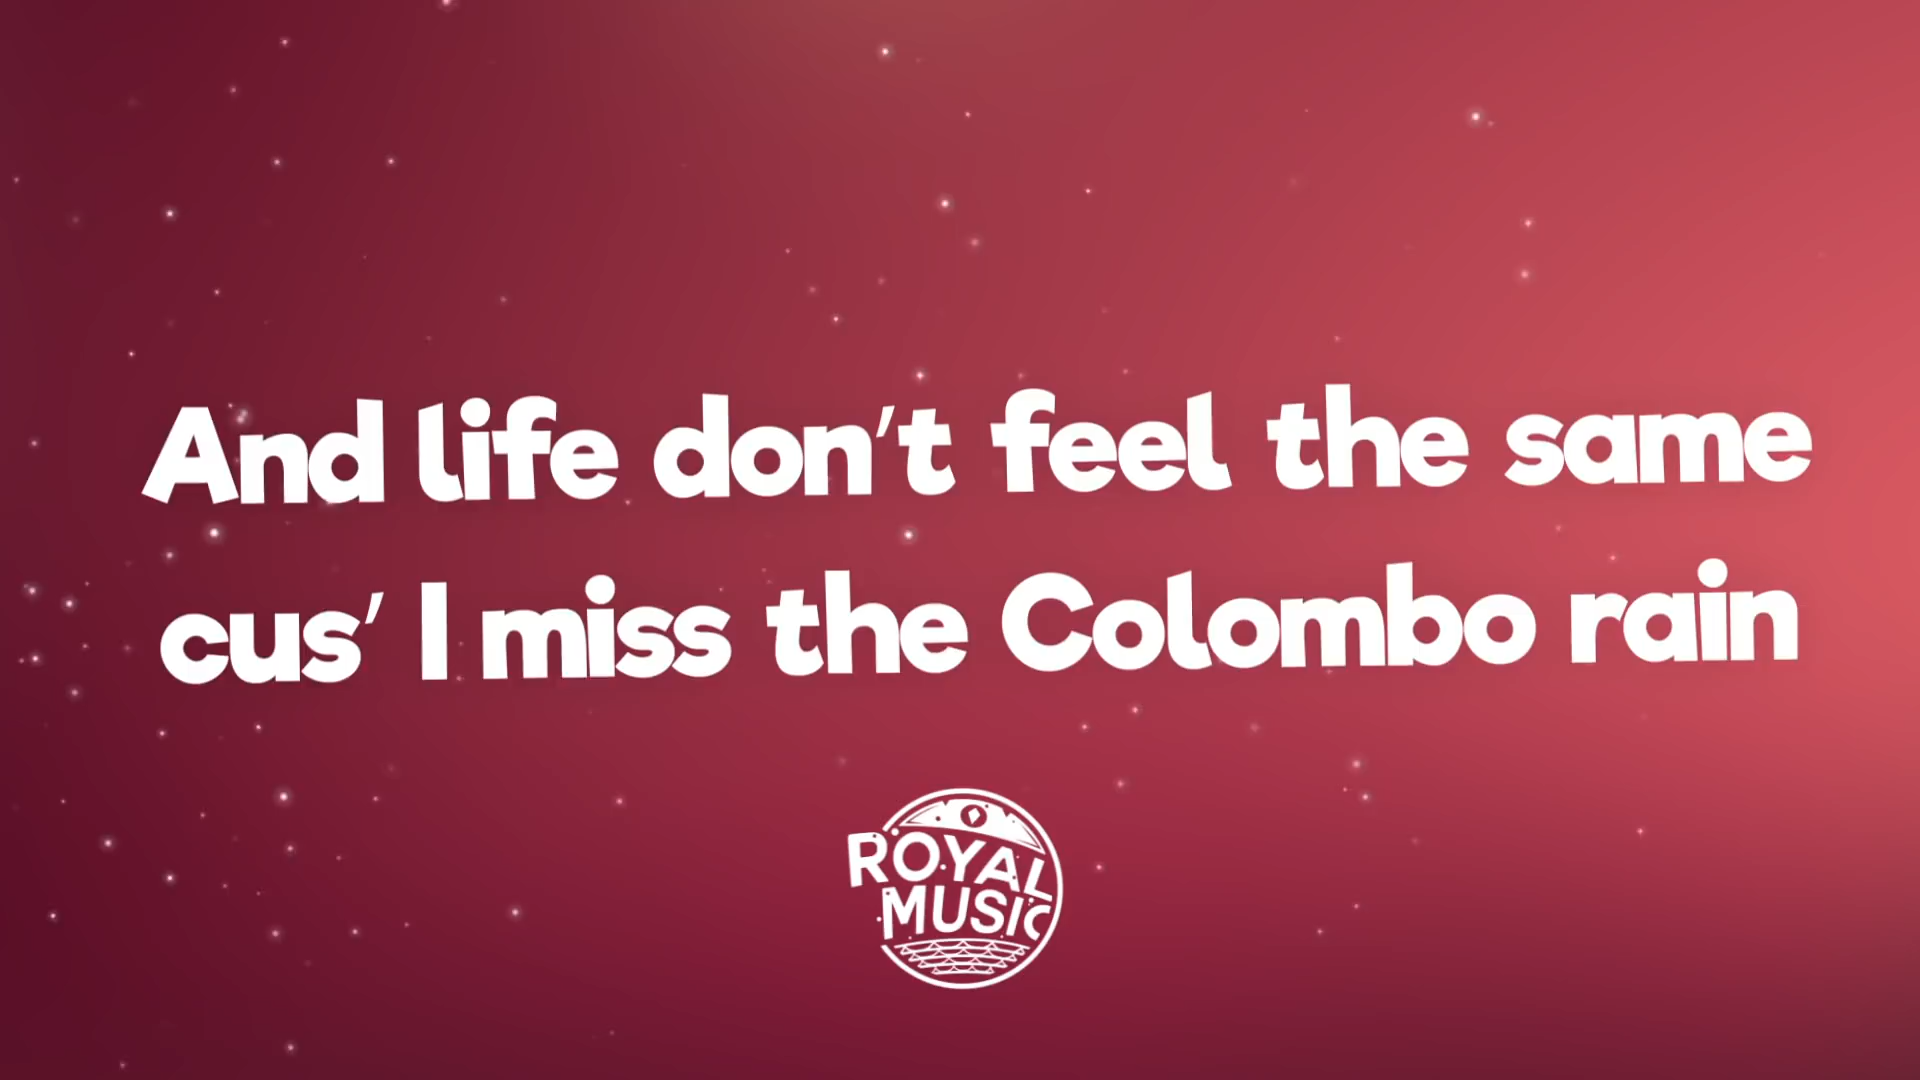 And life don't feel the same
cus' I miss the Colombo rain
ROYAL
MUSIC